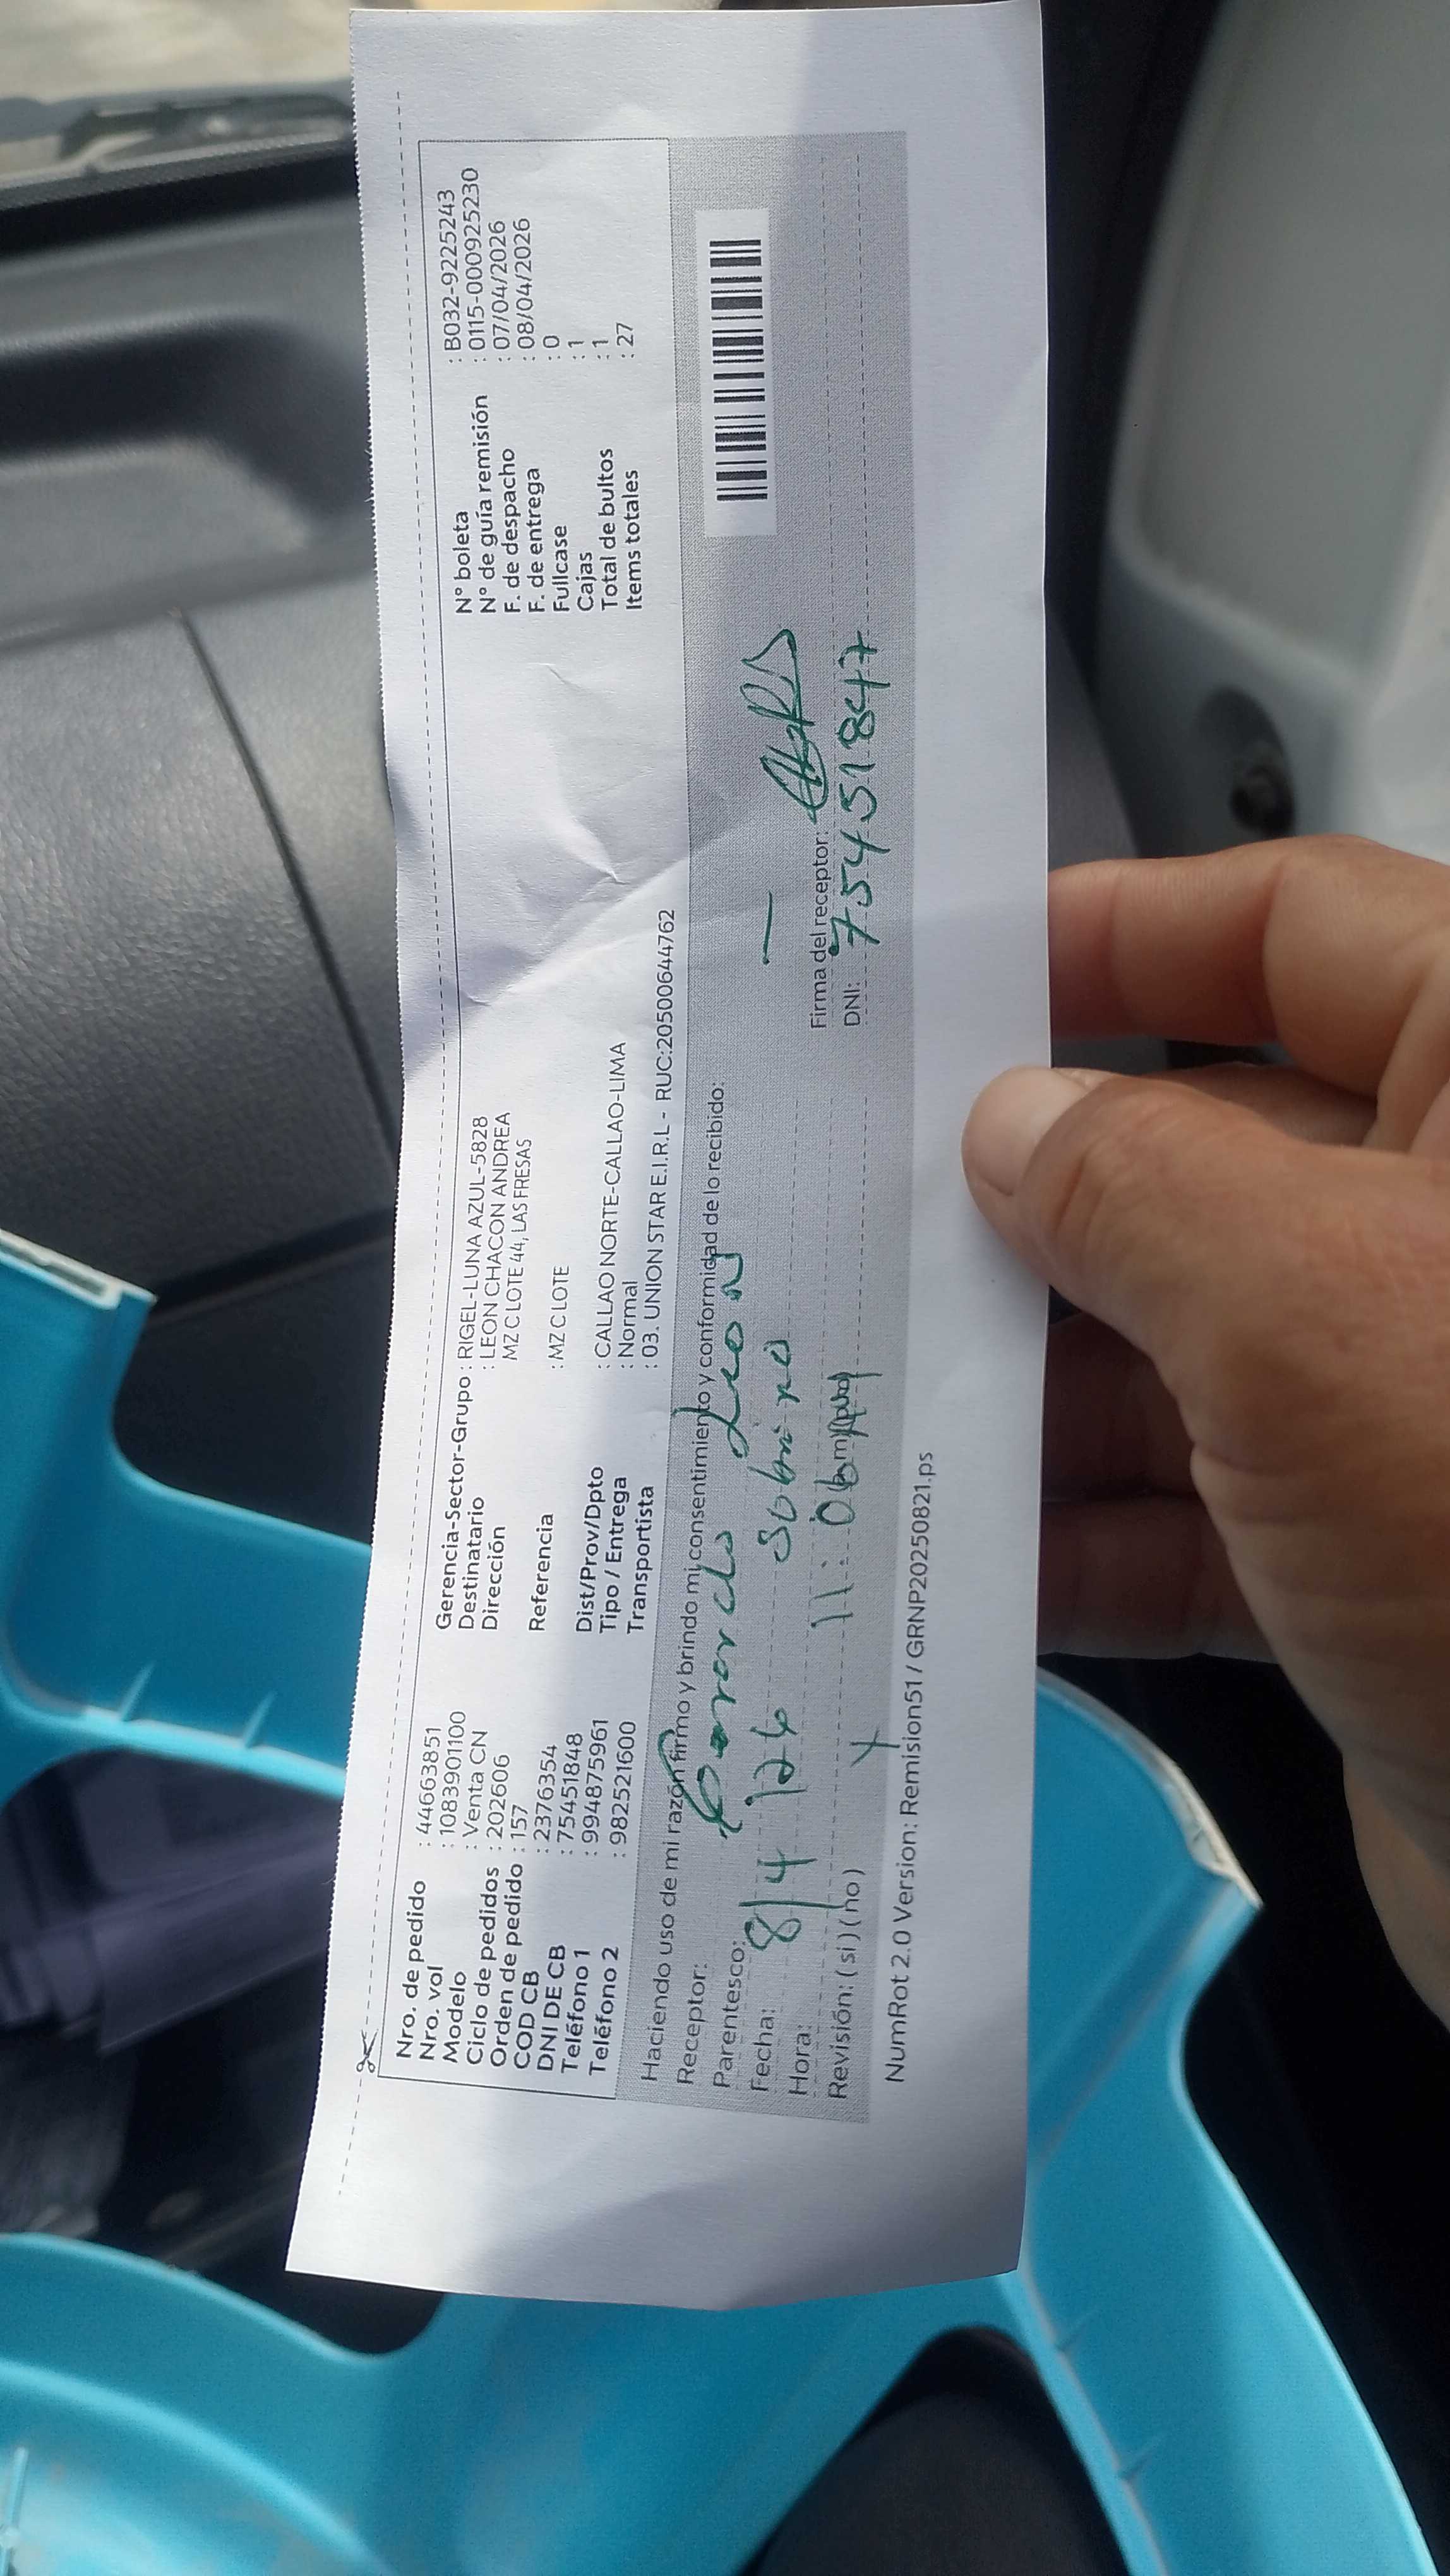 Nro. de pedido : 44663851
Nro. val : 1083901100
Modelo : Venta CN
Ciclo de pedidos : 202606
Orden de pedido : 157
COD CB : 2376354
DNI DE CB : 75451848
Teléfono 1 : 994875961
Teléfono 2 : 982521600
Gerencia-Sector-Grupo : RIGEL-LUNA AZUL-5828
Destinatario : LEON CHACON ANDREA
Dirección MZ C LOTE 44, LAS FRESAS
Referencia : MZ C LOTE
Dist/Prov/Dpto : CALLAO NORTE-CALLAO-LIMA
Tipo / Entrega : Normal
Transportista : 03. UNION STAR E.I.R.L - RUC:20500644762
N° boleta : B032-9225243
N° de guía remisión : 0115-000925230
F. de despacho : 07/04/2026
F. de entrega : 08/04/2026
Fullcase : 0
Cajas : 1
Total de bultos : 1
Items totales : 27
Haciendo uso de mi razón firmo y brindo mi consentimiento y conformidad de lo recibido:
Receptor: Leon
Parentesco: Sobrino
Fecha: 8/4/26
Hora: 11:06
Revisión: (si) (no)
Firma del receptor:
DNI: 75451847
NumRot 2.0 Version: Remision51 / GRNP20250821.ps